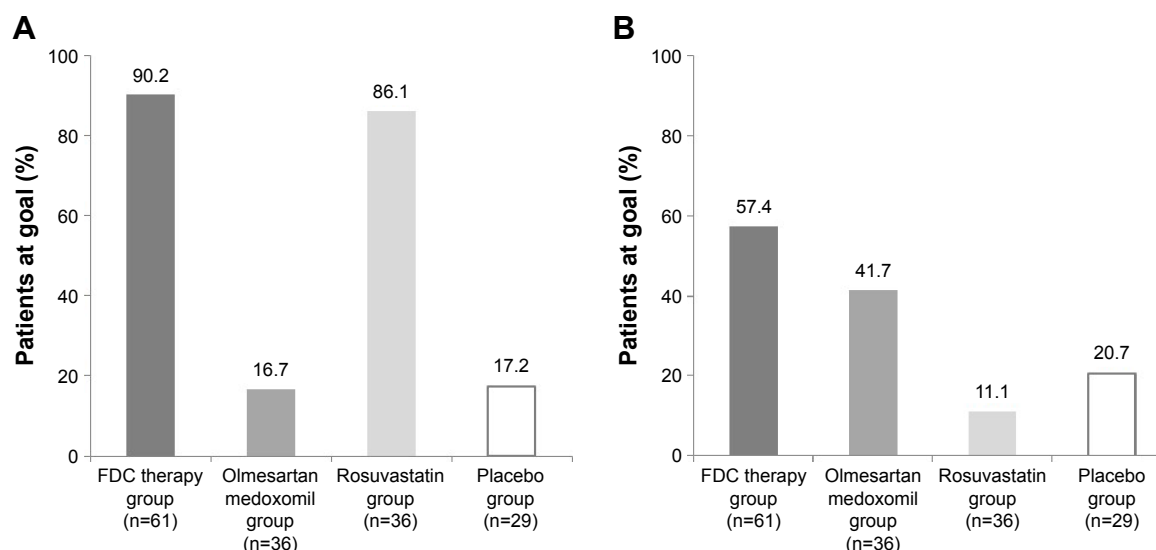 A
Patients at goal (%)
100
80
60
40
20
0
90.2
16.7
86.1
17.2
FDC therapy
group
(n=61)
Olmesartan
medoxomil
group
(n=36)
Rosuvastatin
group
(n=36)
Placebo
group
(n=29)
B
Patients at goal (%)
100
80
60
40
20
0
57.4
41.7
11.1
20.7
FDC therapy
group
(n=61)
Olmesartan
medoxomil
group
(n=36)
Rosuvastatin
group
(n=36)
Placebo
group
(n=29)